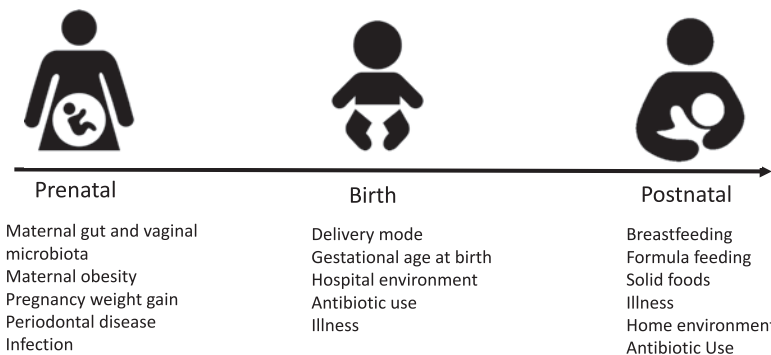 Prenatal
Maternal gut and vaginal
microbiota
Maternal obesity
Pregnancy weight gain
Periodontal disease
Infection
Birth
Delivery mode
Gestational age at birth
Hospital environment
Antibiotic use
Illness
Postnatal
Breastfeeding
Formula feeding
Solid foods
Illness
Home environment
Antibiotic Use